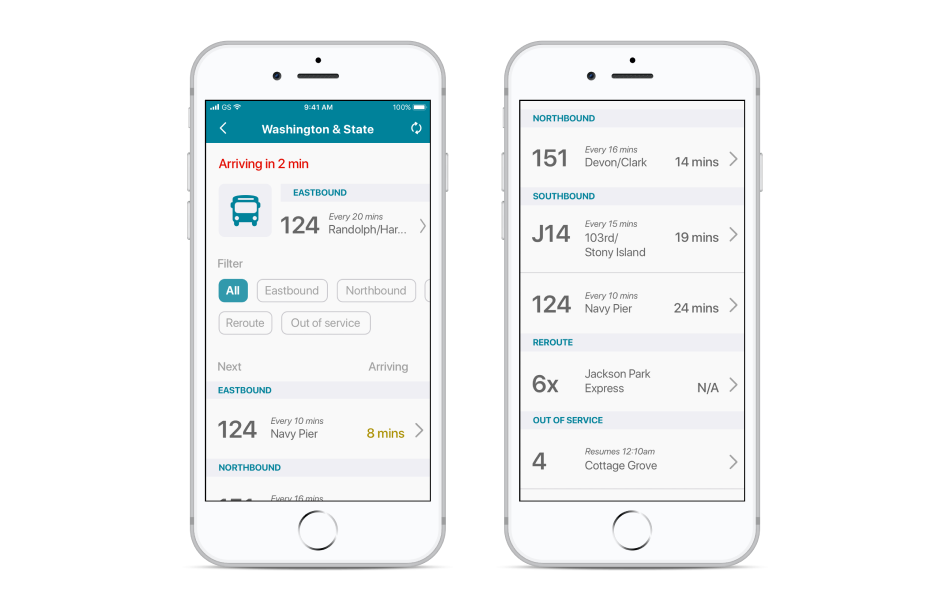 GS 9:41 AM 100%
Washington & State
Arriving in 2 min
EASTBOUND
124 Every 20 mins
Randolph/Har...
Filter
All Eastbound Northbound
Reroute Out of service
Next Arriving
EASTBOUND
124 Every 10 mins
Navy Pier 8 mins
NORTHBOUND
Every 16 mins
NORTHBOUND
151 Every 16 mins
Devon/Clark 14 mins
SOUTHBOUND
J14 Every 15 mins
103rd/ 19 mins
Stony Island
124 Every 10 mins
Navy Pier 24 mins
REROUTE
6x Jackson Park
Express N/A
OUT OF SERVICE
4 Resumes 12:10am
Cottage Grove